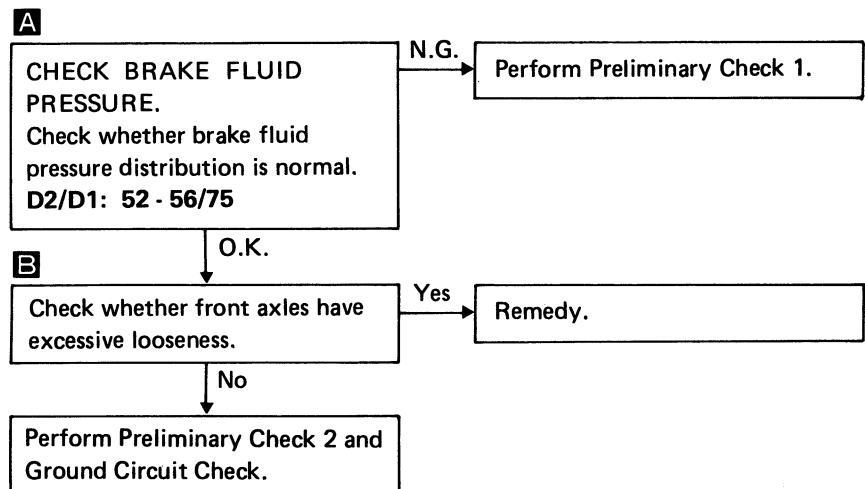 A
CHECK BRAKE FLUID
PRESSURE.
Check whether brake fluid
pressure distribution is normal.
D2/D1: 52 - 56/75
N.G.
Perform Preliminary Check 1.
O.K.
B
Check whether front axles have
excessive looseness.
Yes
Remedy.
No
Perform Preliminary Check 2 and
Ground Circuit Check.